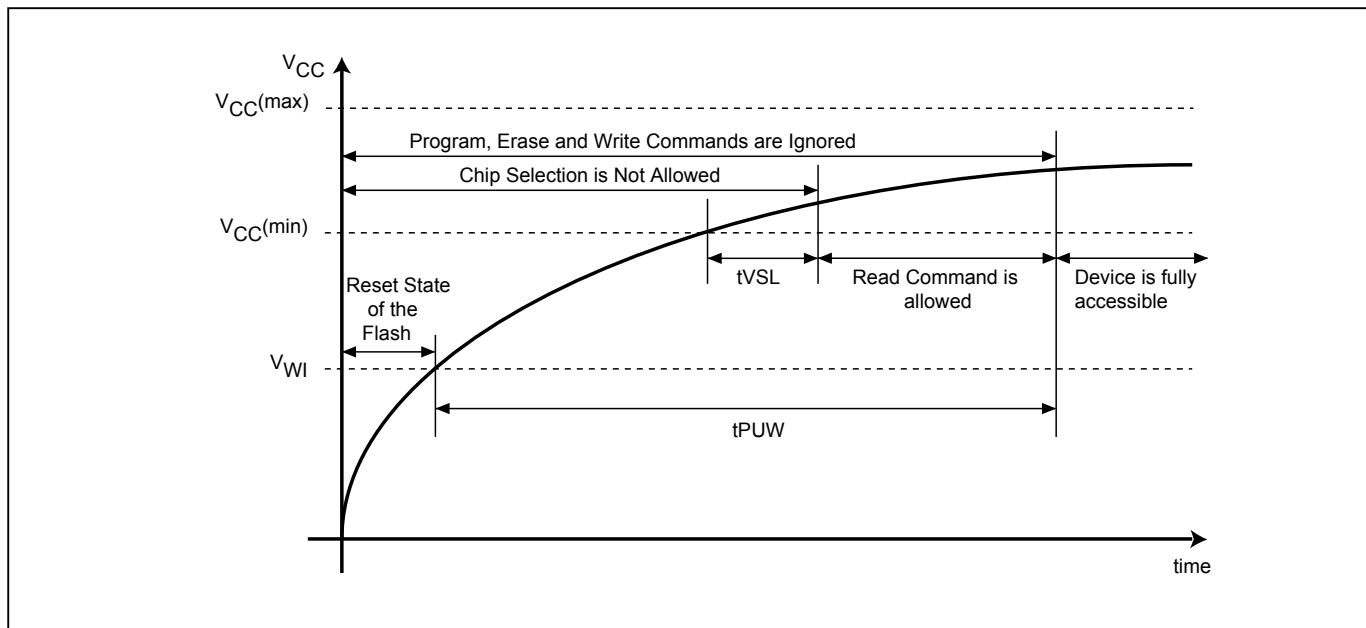 VCC
VCC(max)
Program, Erase and Write Commands are Ignored
Chip Selection is Not Allowed
VCC(min)
Reset State
of the
Flash
tVSL
Read Command is
allowed
Device is fully
accessible
VWI
tPUW
time